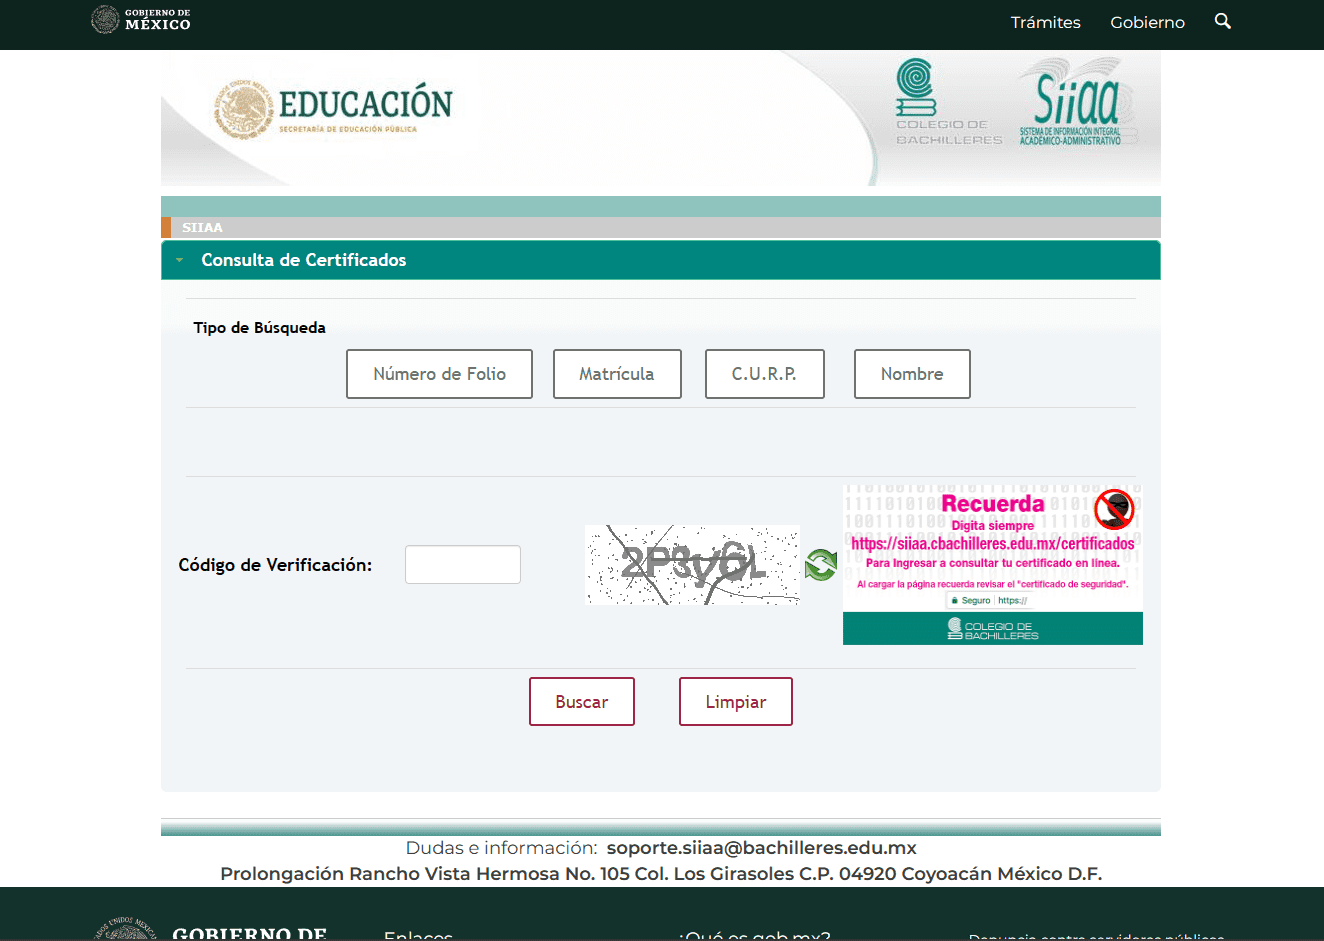 GOBIERNO DE
MÉXICO
Trámites
Gobierno
EDUCACIÓN
SECRETARÍA DE EDUCACIÓN PÚBLICA
COLEGIO DE
BACHILLERES
Siiaa
SISTEMA DE INFORMACIÓN INTEGRAL
ACADÉMICO-ADMINISTRATIVO
SIIAA
Consulta de Certificados
Tipo de Búsqueda
Número de Folio
Matrícula
C.U.R.P.
Nombre
Código de Verificación:
Recuerda
Digita siempre
https://siiaa.cbachilleres.edu.mx/certificados
Para Ingresar a consultar tu certificado en linea.
Al cargar la página recuerda revisar el "certificado de seguridad".
Seguro
https://
COLEGIO DE
BACHILLERES
Buscar
Limpiar
Dudas e información: soporte.siiaa@bachilleres.edu.mx
Prolongación Rancho Vista Hermosa No. 105 Col. Los Girasoles C.P. 04920 Coyoacán México D.F.
GOBIERNO DE
Enlaces
¿Qué es gob.mx?
Denuncia contra servidores públicos